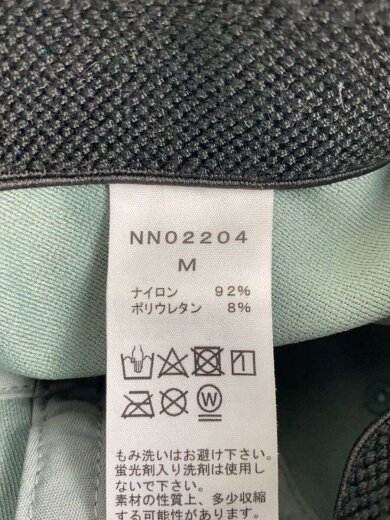 NN02204
M
ナイロン 92%
ポリウレタン 8%
W
もみ洗いはお避け下さい。
蛍光剤入り洗剤は使用し
ないで下さい。
素材の性質上、多少収縮
する可能性があります。